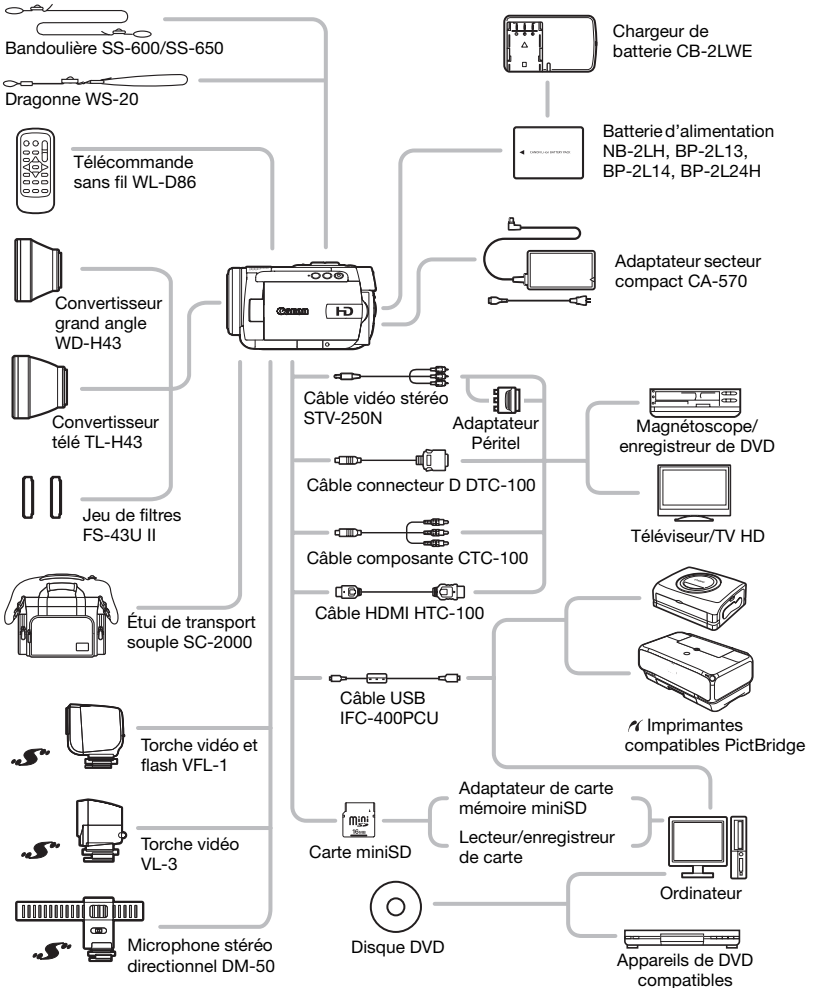 Bandoulière SS-600/SS-650
Dragonne WS-20
Télécommande
sans fil WL-D86
Convertisseur
grand angle
WD-H43
Convertisseur
télé TL-H43
Jeu de filtres
FS-43U II
Étui de transport
souple SC-2000
Torche vidéo et
flash VFL-1
Torche vidéo
VL-3
Microphone stéréo
directionnel DM-50
Canon
HD
Chargeur de
batterie CB-2LWE
Batterie d'alimentation
NB-2LH, BP-2L13,
BP-2L14, BP-2L24H
Adaptateur secteur
compact CA-570
Câble vidéo stéréo
STV-250N
Adaptateur
Péritel
Câble connecteur D DTC-100
Câble composante CTC-100
Câble HDMI HTC-100
Magnétoscope/
enregistreur de DVD
Téléviseur/TV HD
Câble USB
IFC-400PCU
Imprimantes
compatibles PictBridge
Mini
Carte miniSD
Adaptateur de carte
mémoire miniSD
Lecteur/enregistreur
de carte
Ordinateur
Disque DVD
Appareils de DVD
compatibles